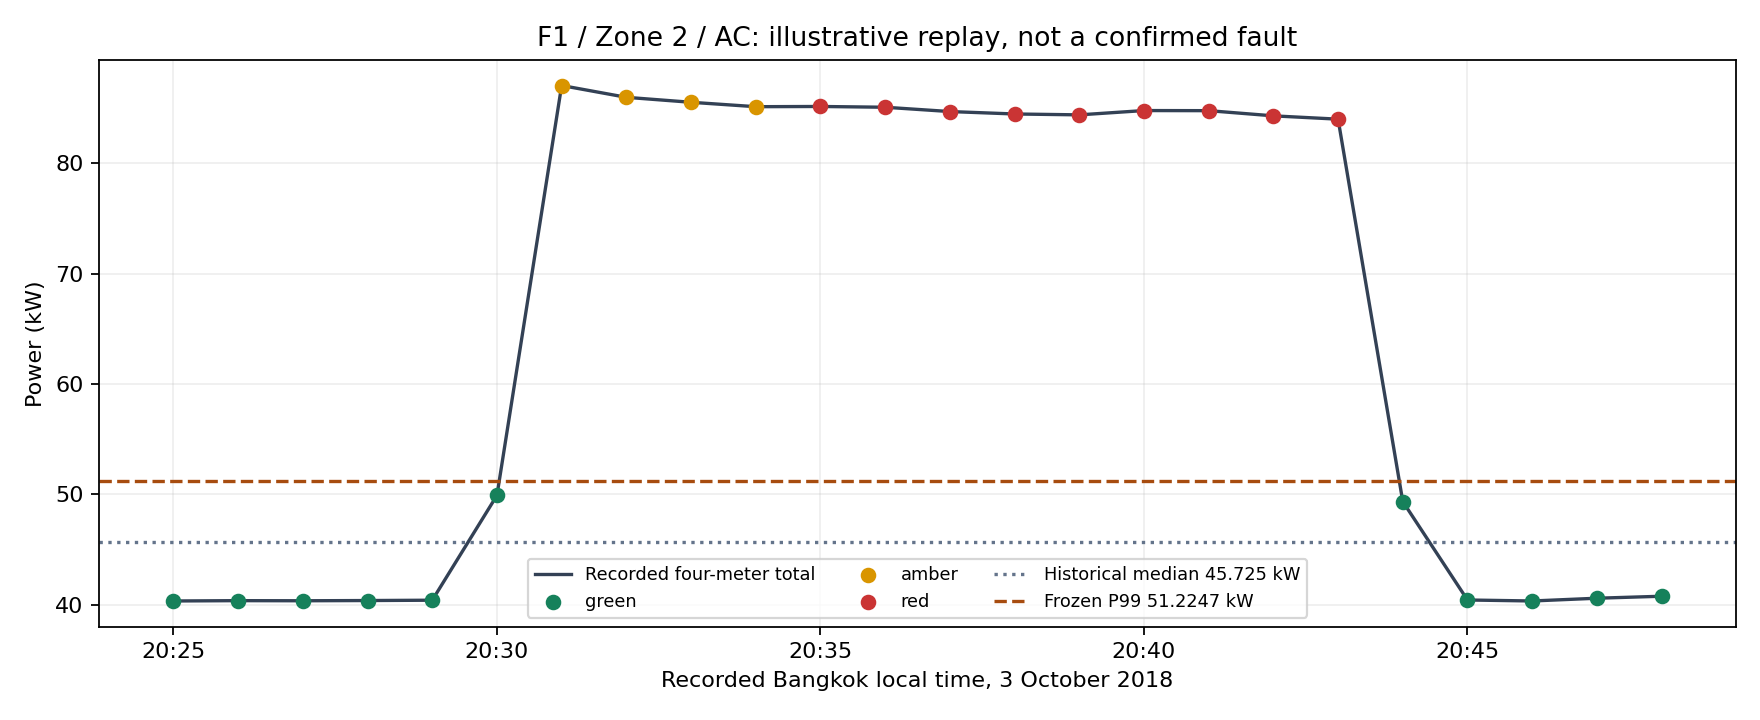 F1 / Zone 2 / AC: illustrative replay, not a confirmed fault
Power (kW)
80
70
60
50
40
Recorded four-meter total
green
amber
red
Historical median 45.725 kW
Frozen P99 51.2247 kW
20:25
20:30
20:35
20:40
20:45
Recorded Bangkok local time, 3 October 2018